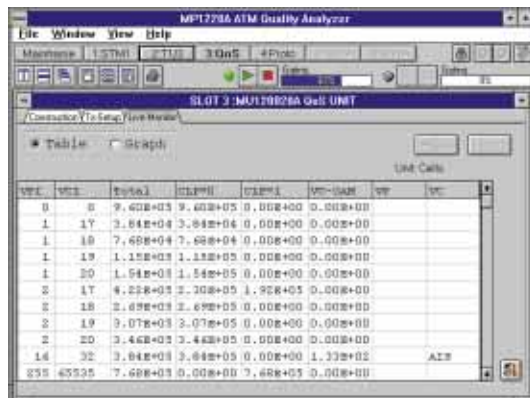 MP1220A ATM Quality Analyzer
File Window View Help
Mainframe 1:STM1 3:QoS 4:Proto
SLOT 3 :MU120020A QoS UNIT
Live Monitor
Table Graph
Unit: Cells
VPI VCI Total CLP=0 CLP=1 VC-OAM VP VC
0 0 9.60E+05 9.60E+05 0.00E+00 0.00E+00
1 17 3.84E+04 3.84E+04 0.00E+00 0.00E+00
1 18 7.68E+04 7.68E+04 0.00E+00 0.00E+00
1 19 1.15E+05 1.15E+05 0.00E+00 0.00E+00
1 20 1.54E+05 1.54E+05 0.00E+00 0.00E+00
2 17 4.22E+05 2.30E+05 1.92E+05 0.00E+00
2 18 2.69E+05 2.69E+05 0.00E+00 0.00E+00
2 19 3.07E+05 3.07E+05 0.00E+00 0.00E+00
2 20 3.46E+05 3.46E+05 0.00E+00 0.00E+00
16 32 3.84E+05 3.84E+05 0.00E+00 1.33E+02 AIS
255 65535 7.68E+05 0.00E+00 7.68E+05 0.00E+00